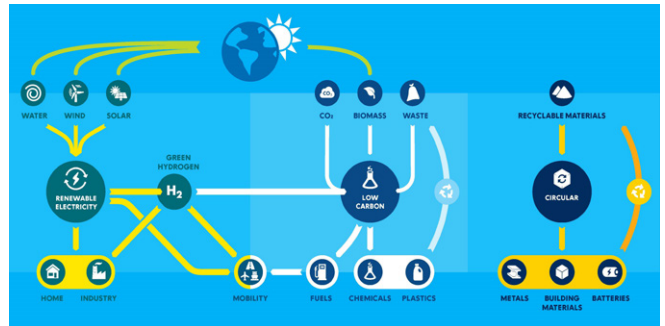 WATER
WIND
SOLAR
CO₂
CO₂
BIOMASS
WASTE
RECYCLABLE MATERIALS
GREEN
HYDROGEN
H₂
RENEWABLE
ELECTRICITY
LOW
CARBON
CIRCULAR
HOME
INDUSTRY
MOBILITY
FUELS
CHEMICALS
PLASTICS
METALS
BUILDING
MATERIALS
BATTERIES